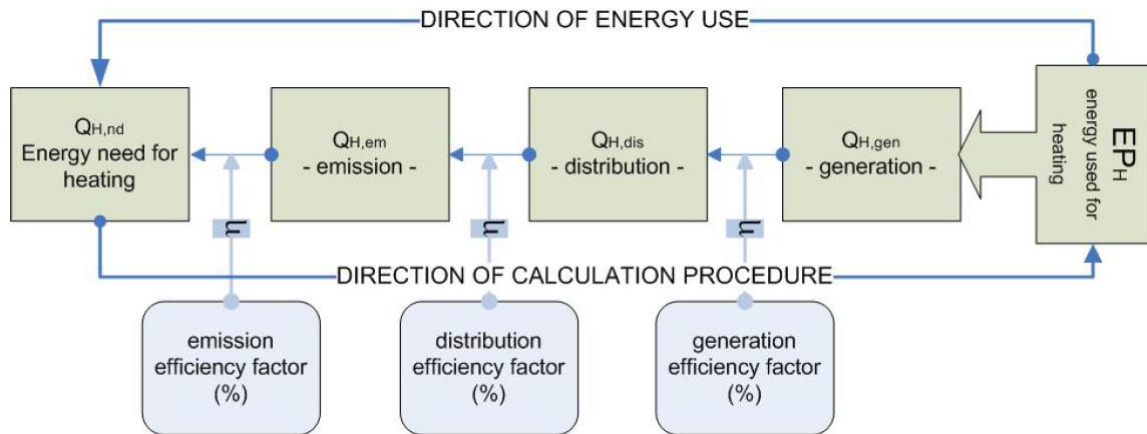 DIRECTION OF ENERGY USE
QH,nd
Energy need for
heating
QH,em
- emission -
QH,dis
- distribution -
QH,gen
- generation -
EPH
energy used for
heating
η
η
η
DIRECTION OF CALCULATION PROCEDURE
emission
efficiency factor
(%)
distribution
efficiency factor
(%)
generation
efficiency factor
(%)